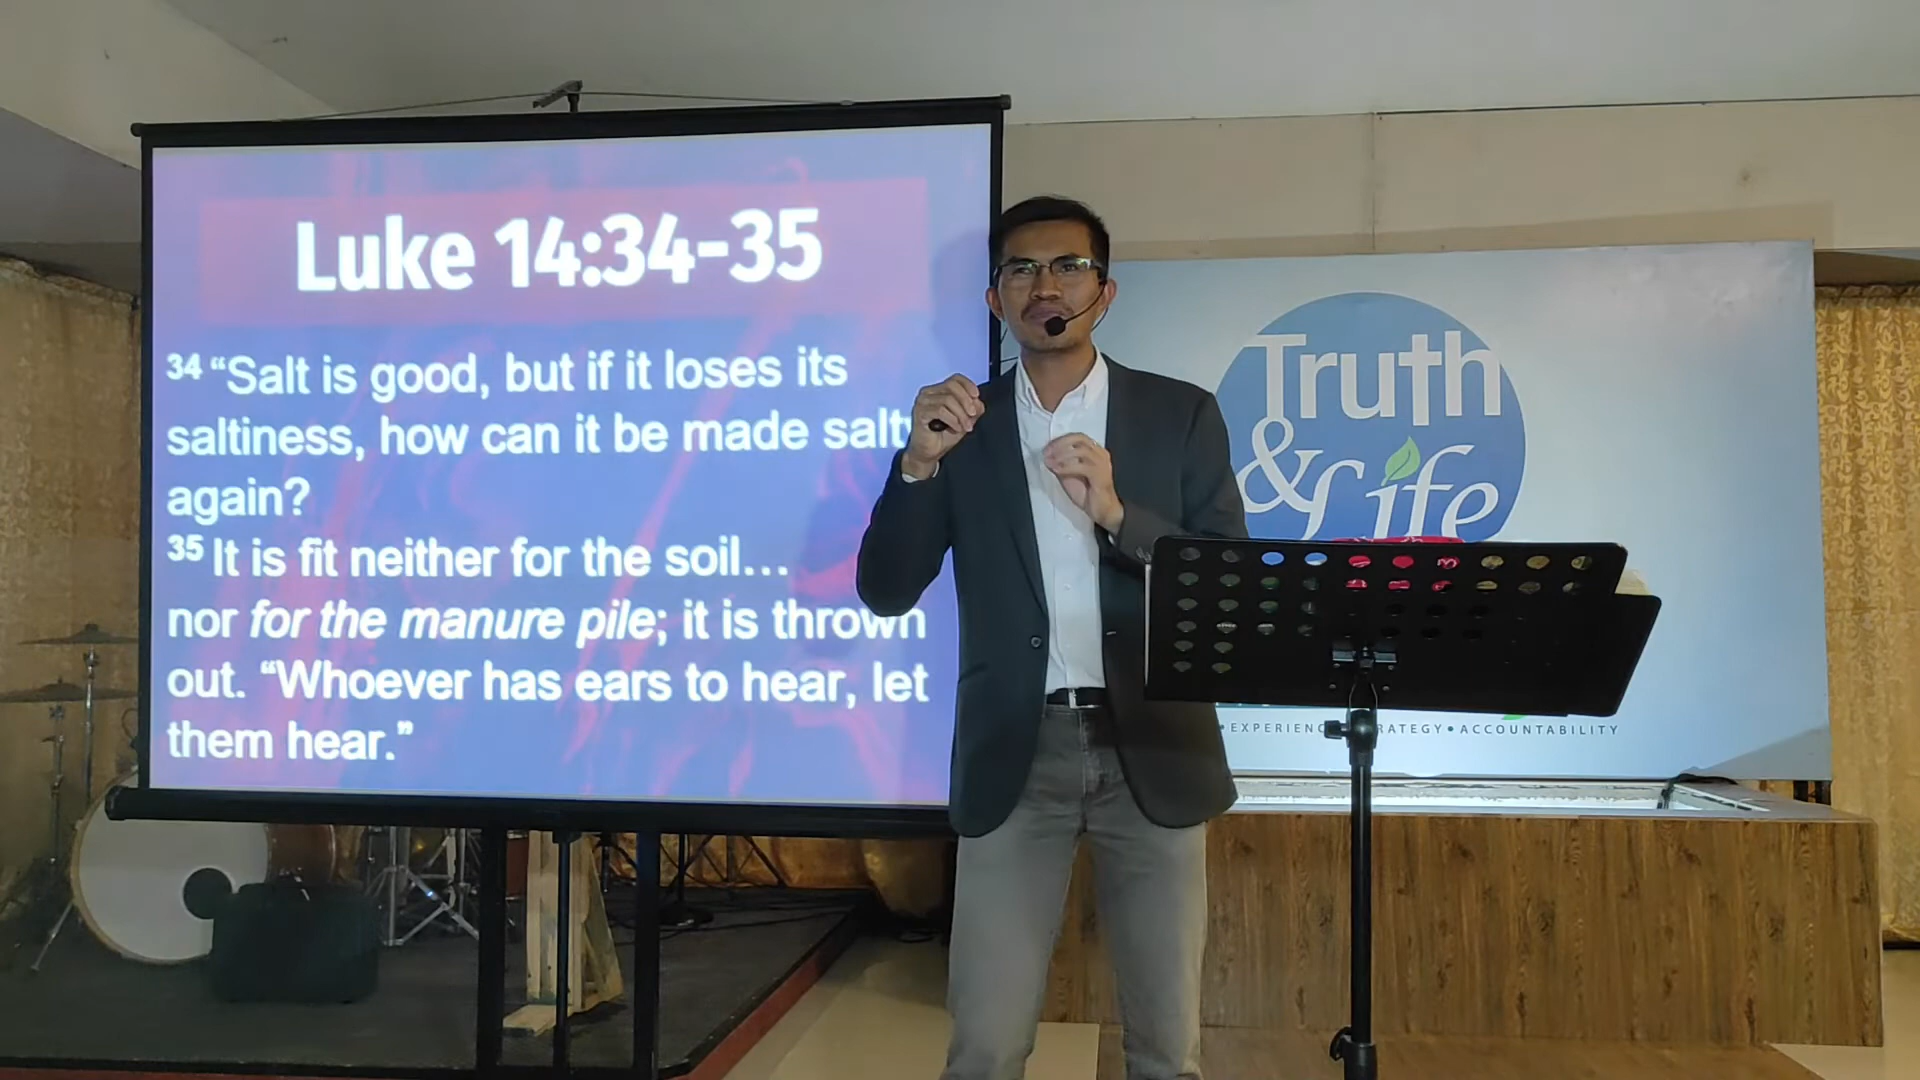 Luke 14:34-35
34 “Salt is good, but if it loses its
saltiness, how can it be made salty
again?
35 It is fit neither for the soil…
nor for the manure pile; it is thrown
out. “Whoever has ears to hear, let
them hear.”
Truth
& Life
• EXPERIENC RATEGY • ACCOUNTABILITY